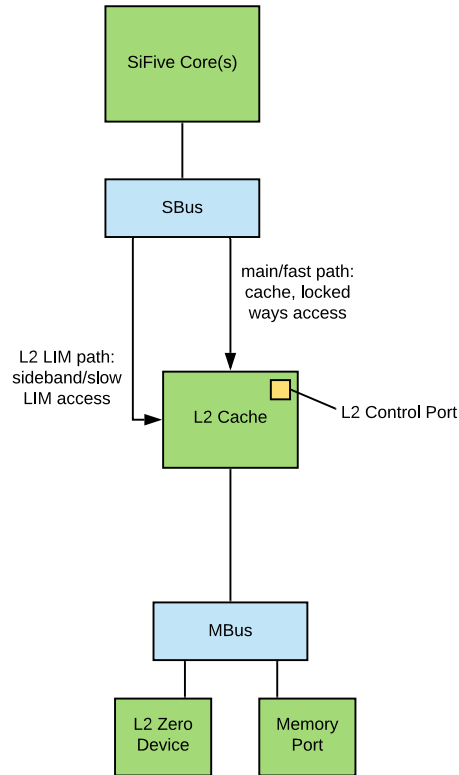 SiFive Core(s)
SBus
main/fast path:
cache, locked
ways access
L2 LIM path:
sideband/slow
LIM access
L2 Cache
L2 Control Port
MBus
L2 Zero
Device
Memory
Port